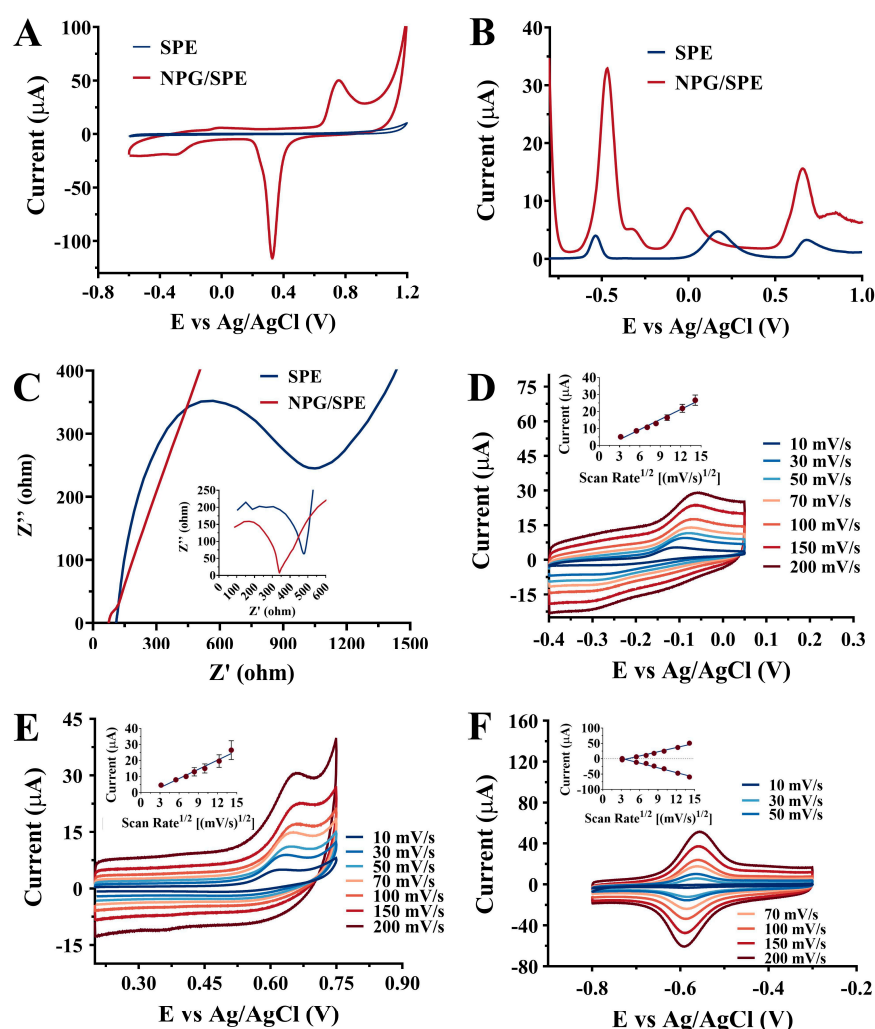 A
SPE
NPG/SPE
Current (μA)
100
50
0
-50
-100
-0.8
-0.4
0.0
0.4
0.8
1.2
E vs Ag/AgCl (V)
B
SPE
NPG/SPE
Current (μA)
40
30
20
10
0
-0.5
0.0
0.5
1.0
E vs Ag/AgCl (V)
C
SPE
NPG/SPE
Z’’ (ohm)
400
300
200
100
0
0
300
600
900
1200
1500
Z' (ohm)
Z’’ (ohm)
250
200
150
100
50
0
100
200
300
400
500
600
Z' (ohm)
D
Current (μA)
75
60
45
30
15
0
-15
-0.4
-0.3
-0.2
-0.1
0.0
0.1
0.2
0.3
E vs Ag/AgCl (V)
Current (μA)
40
30
20
10
0
0
3
6
9
12
15
Scan Rate1/2 [(mV/s)1/2]
10 mV/s
30 mV/s
50 mV/s
70 mV/s
100 mV/s
150 mV/s
200 mV/s
E
Current (μA)
45
30
15
0
-15
0.30
0.45
0.60
0.75
0.90
E vs Ag/AgCl (V)
Current (μA)
40
30
20
10
0
0
3
6
9
12
15
Scan Rate1/2 [(mV/s)1/2]
10 mV/s
30 mV/s
50 mV/s
70 mV/s
100 mV/s
150 mV/s
200 mV/s
F
Current (μA)
160
120
80
40
0
-40
-80
-0.8
-0.6
-0.4
-0.2
E vs Ag/AgCl (V)
Current (μA)
100
50
0
-50
-100
0
3
6
9
12
15
Scan Rate1/2 [(mV/s)1/2]
10 mV/s
30 mV/s
50 mV/s
70 mV/s
100 mV/s
150 mV/s
200 mV/s